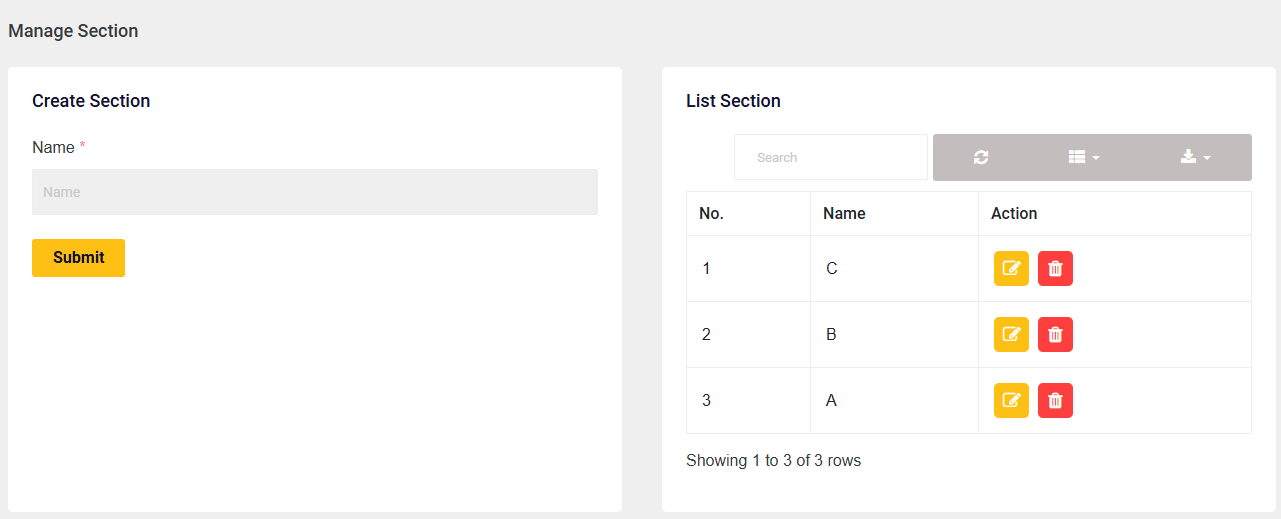 Manage Section
Create Section
Name *
Name
Submit
List Section
Search
No. Name Action
1 C
2 B
3 A
Showing 1 to 3 of 3 rows